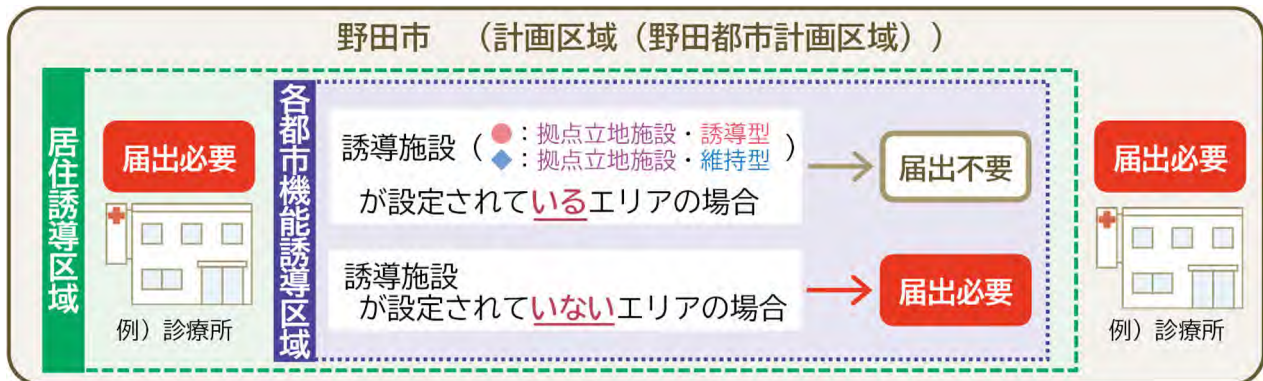 野田市　（計画区域（野田都市計画区域））
居住誘導区域
届出必要
例）診療所
各都市機能誘導区域
誘導施設（●：拠点立地施設・誘導型
◆：拠点立地施設・維持型）
が設定されているエリアの場合
届出不要
誘導施設
が設定されていないエリアの場合
届出必要
届出必要
例）診療所